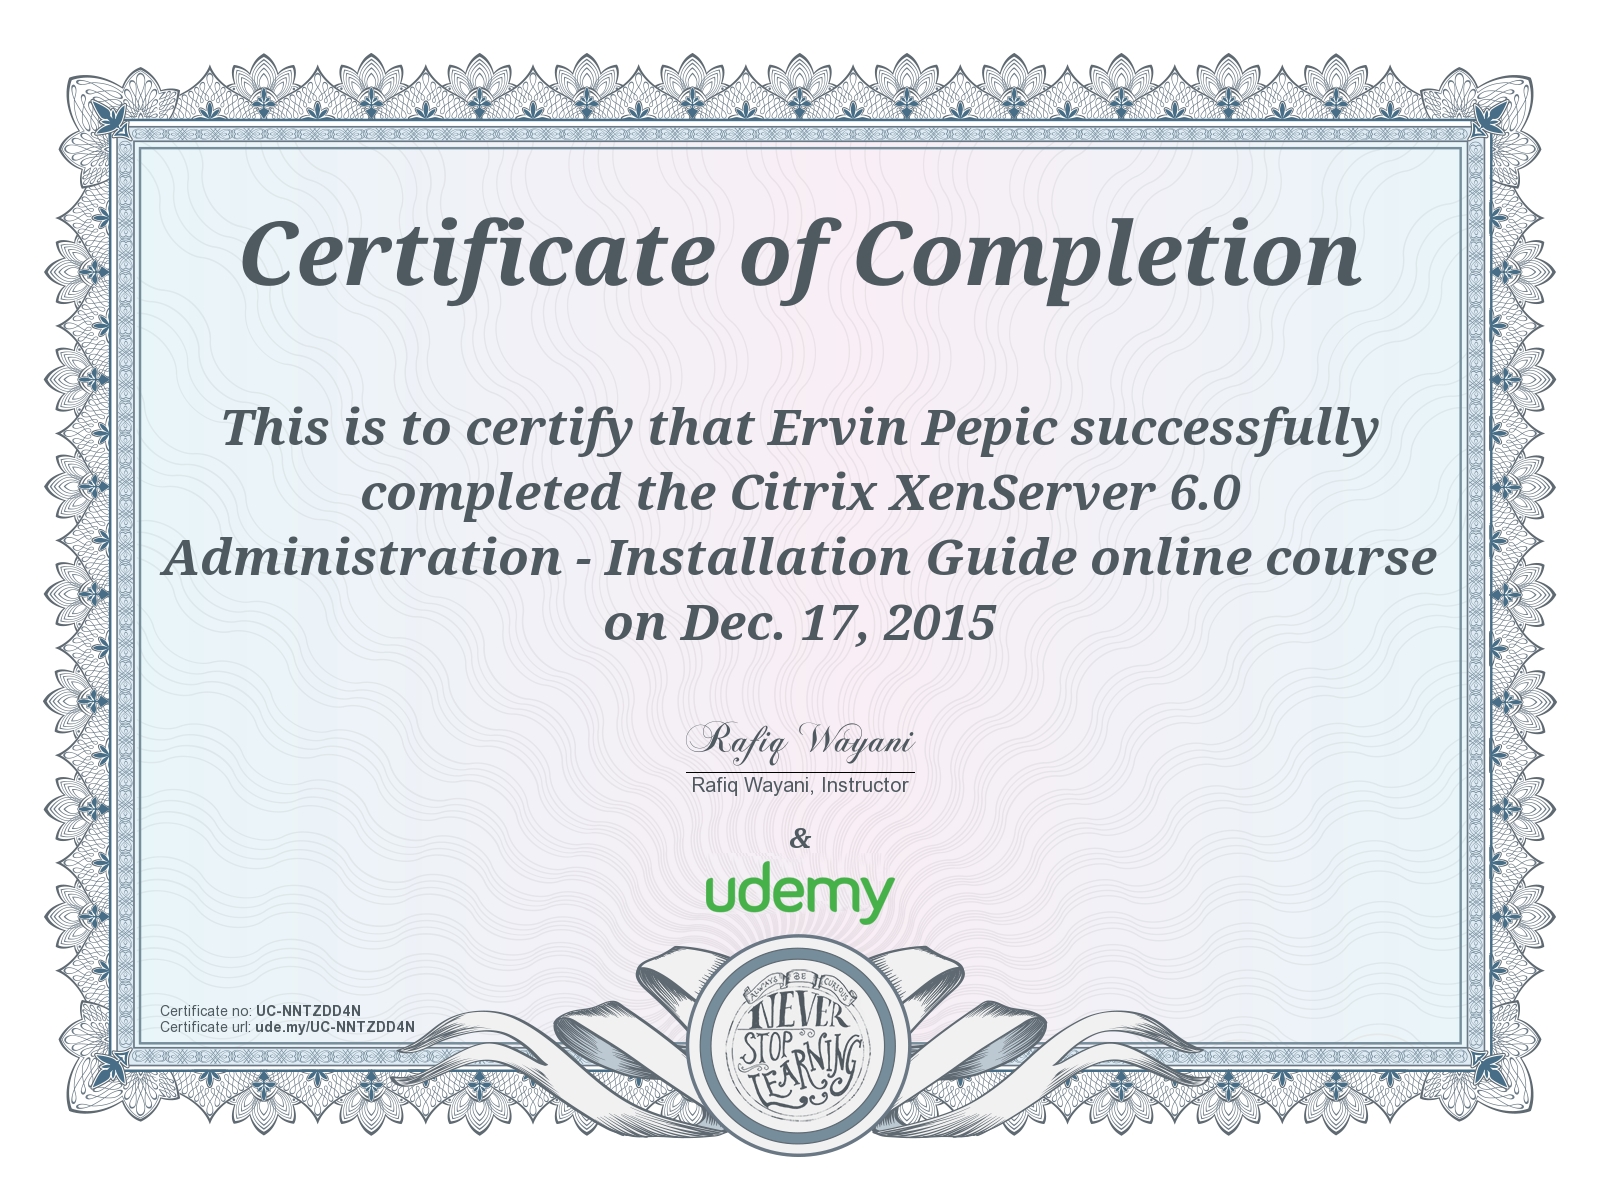 Certificate of Completion
This is to certify that Ervin Pepic successfully
completed the Citrix XenServer 6.0
Administration - Installation Guide online course
on Dec. 17, 2015
Rafiq Wayani
Rafiq Wayani, Instructor
&
udemy
ALWAYS BE CURIOUS
NEVER
STOP
LEARNING
Certificate no: UC-NNTZDD4N
Certificate url: ude.my/UC-NNTZDD4N